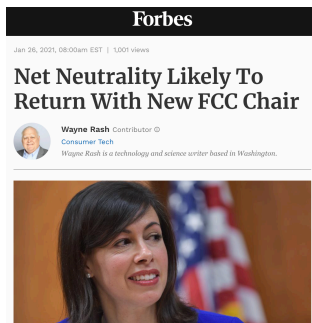 Forbes
Jan 26, 2021, 08:00am EST | 1,001 views
Net Neutrality Likely To
Return With New FCC Chair
Wayne Rash Contributor
Consumer Tech
Wayne Rash is a technology and science writer based in Washington.